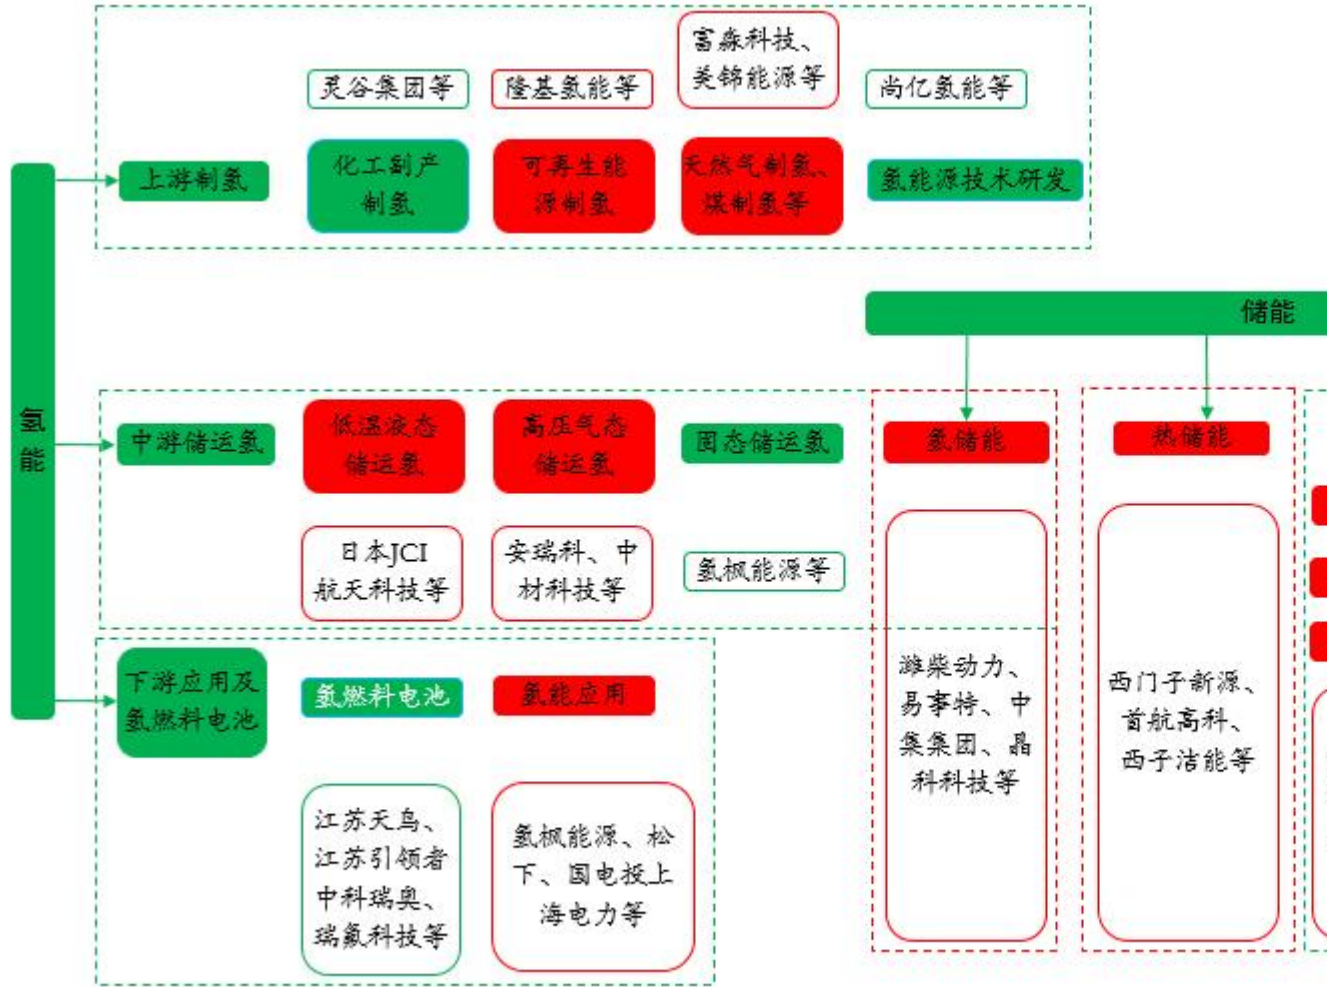 富淼科技、
美锦能源等
灵谷集团等
隆基氢能等
尚亿氢能等
上游制氢
化工副产
制氢
可再生能
源制氢
天然气制氢、
煤制氢等
氢能源技术研发
储能
氢
能
中游储运氢
低温液态
储运氢
高压气态
储运氢
固态储运氢
氢储能
热储能
日本JCI
航天科技等
安瑞科、中
材科技等
氢枫能源等
潍柴动力、
易事特、中
集集团、晶
科科技等
西门子新源、
首航高科、
西子洁能等
下游应用及
氢燃料电池
氢燃料电池
氢能应用
江苏天鸟、
江苏引领者
中科瑞奥、
瑞氟科技等
氢枫能源、松
下、国电投上
海电力等